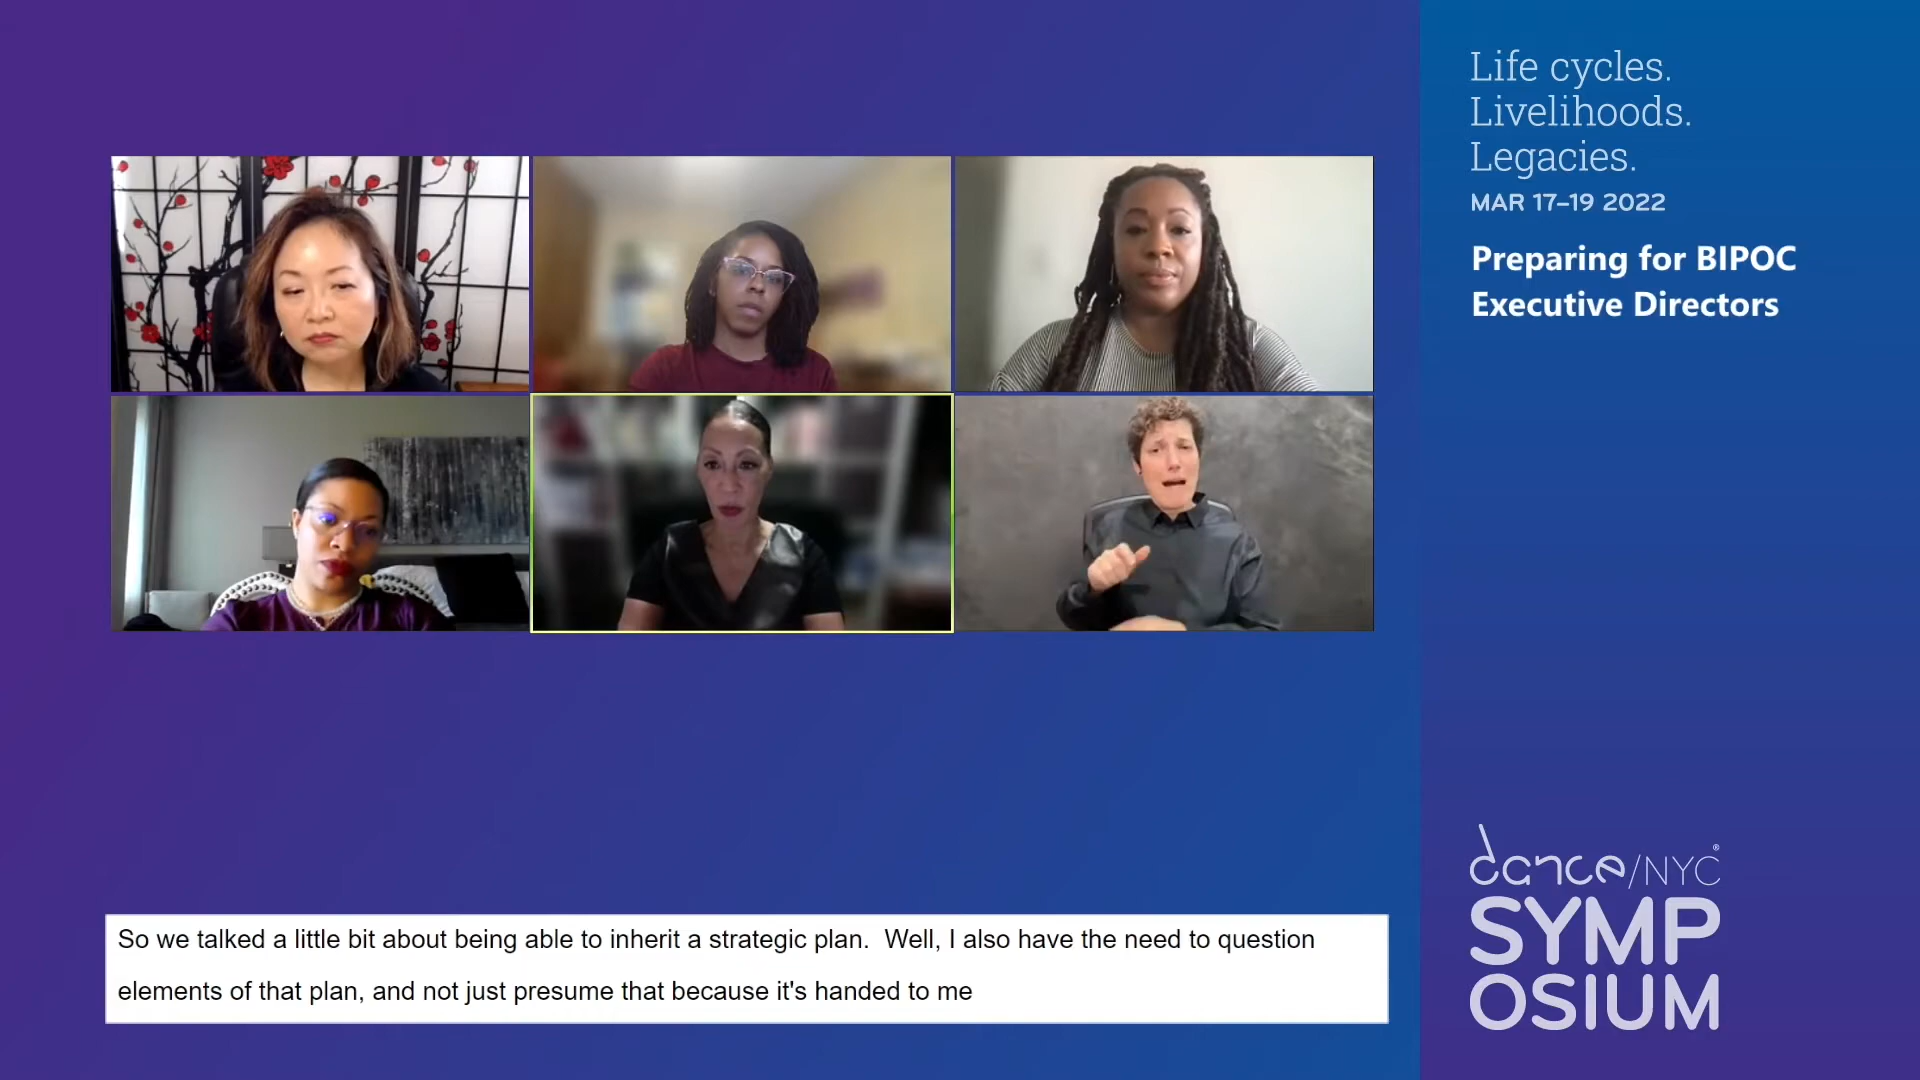 Life cycles.
Livelihoods.
Legacies.
MAR 17–19 2022
Preparing for BIPOC
Executive Directors
So we talked a little bit about being able to inherit a strategic plan.  Well, I also have the need to question
elements of that plan, and not just presume that because it's handed to me
dance/NYC®
SYMP
OSIUM